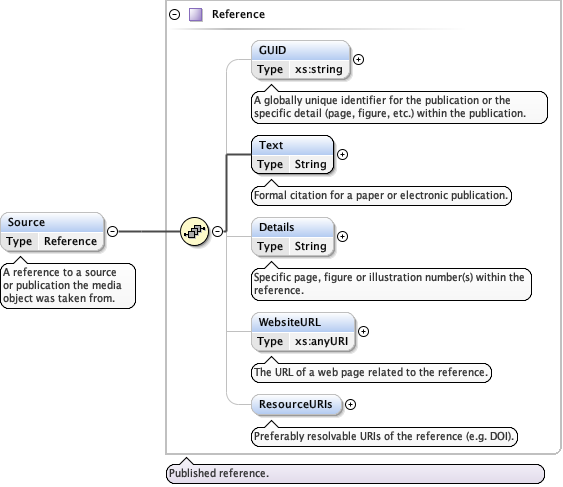 Reference
GUID
Type xs:string
A globally unique identifier for the publication or the
specific detail (page, figure, etc.) within the publication.
Text
Type String
Formal citation for a paper or electronic publication.
Source
Type Reference
A reference to a source
or publication the media
object was taken from.
Details
Type String
Specific page, figure or illustration number(s) within the
reference.
WebsiteURL
Type xs:anyURI
The URL of a web page related to the reference.
ResourceURIs
Preferably resolvable URIs of the reference (e.g. DOI).
Published reference.